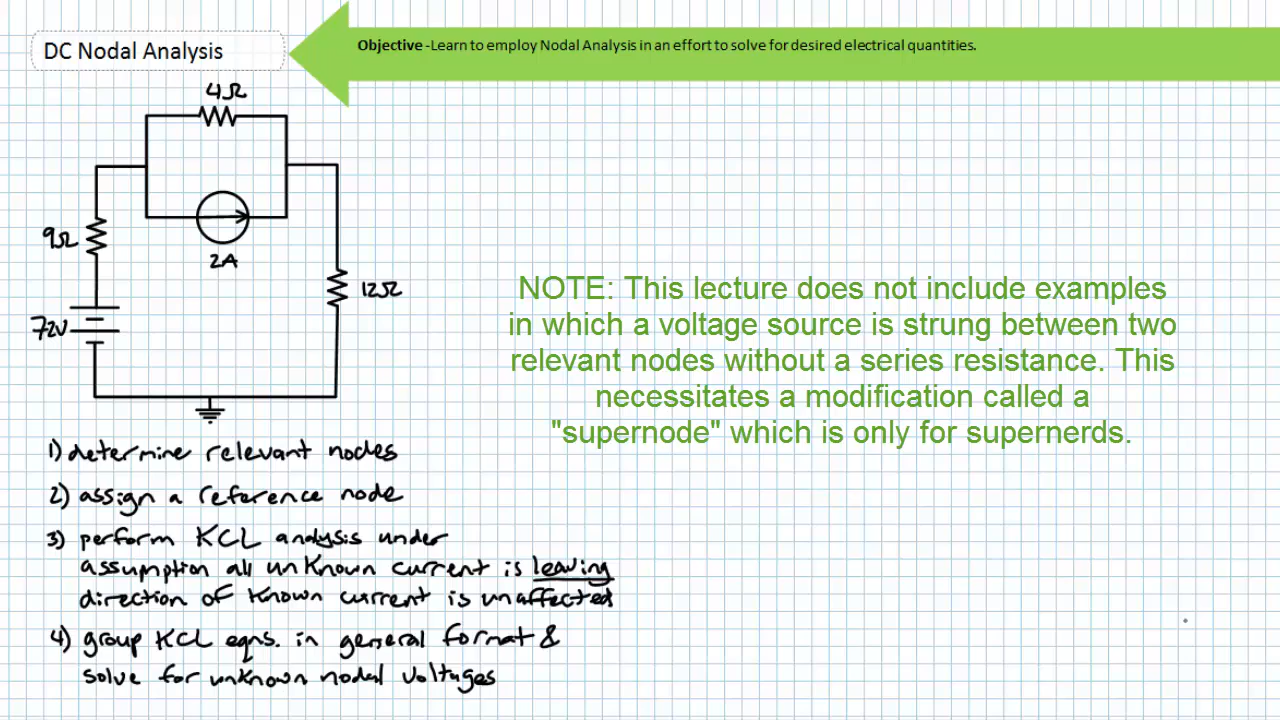 DC Nodal Analysis
Objective -Learn to employ Nodal Analysis in an effort to solve for desired electrical quantities.
4Ω
9Ω
2A
12Ω
72V
NOTE: This lecture does not include examples
in which a voltage source is strung between two
relevant nodes without a series resistance. This
necessitates a modification called a
"supernode" which is only for supernerds.
1) determine relevant nodes
2) assign a reference node
3) perform KCL analysis under
assumption all unknown current is leaving
direction of known current is unaffected
4) group KCL eqns. in general format &
solve for unknown nodal voltages